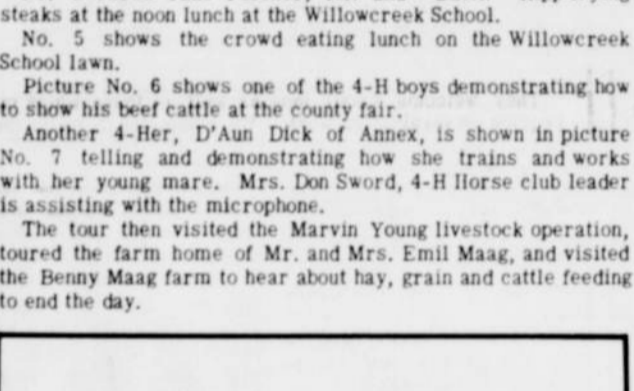 steaks at the noon lunch at the Willowcreek School.
No. 5 shows the crowd eating lunch on the Willowcreek
School lawn.
Picture No. 6 shows one of the 4-H boys demonstrating how
to show his beef cattle at the county fair.
Another 4-Her, D'Aun Dick of Annex, is shown in picture
No. 7 telling and demonstrating how she trains and works
with her young mare. Mrs. Don Sword, 4-H Horse club leader
is assisting with the microphone.
The tour then visited the Marvin Young livestock operation,
toured the farm home of Mr. and Mrs. Emil Maag, and visited
the Benny Maag farm to hear about hay, grain and cattle feeding
to end the day.